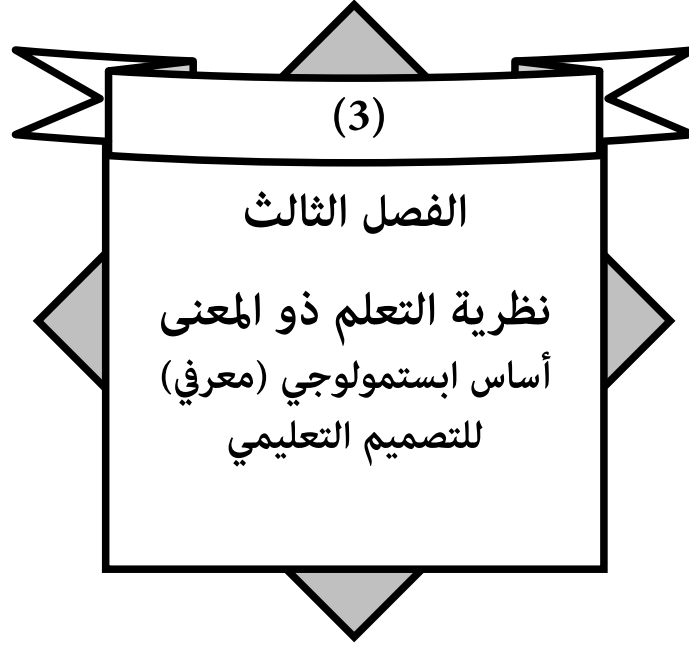 (3)
الفصل الثالث
نظرية التعلم ذو المعنى
أساس ابستمولوجي (معرفي)
للتصميم التعليمي